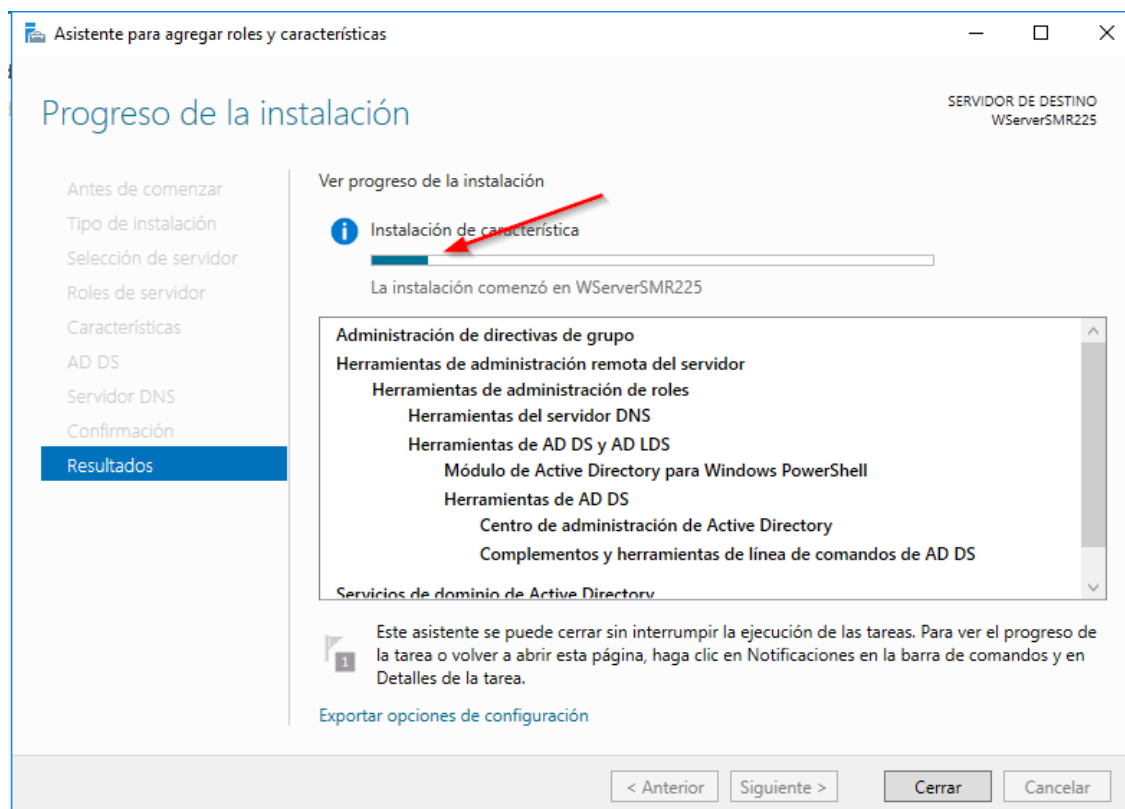 Asistente para agregar roles y características
Progreso de la instalación
SERVIDOR DE DESTINO
WServerSMR225
Antes de comenzar
Tipo de instalación
Selección de servidor
Roles de servidor
Características
AD DS
Servidor DNS
Confirmación
Resultados
Ver progreso de la instalación
Instalación de característica
La instalación comenzó en WServerSMR225
Administración de directivas de grupo
Herramientas de administración remota del servidor
Herramientas de administración de roles
Herramientas del servidor DNS
Herramientas de AD DS y AD LDS
Módulo de Active Directory para Windows PowerShell
Herramientas de AD DS
Centro de administración de Active Directory
Complementos y herramientas de línea de comandos de AD DS
Servicios de dominio de Active Directory
1
Este asistente se puede cerrar sin interrumpir la ejecución de las tareas. Para ver el progreso de
la tarea o volver a abrir esta página, haga clic en Notificaciones en la barra de comandos y en
Detalles de la tarea.
Exportar opciones de configuración
< Anterior
Siguiente >
Cerrar
Cancelar